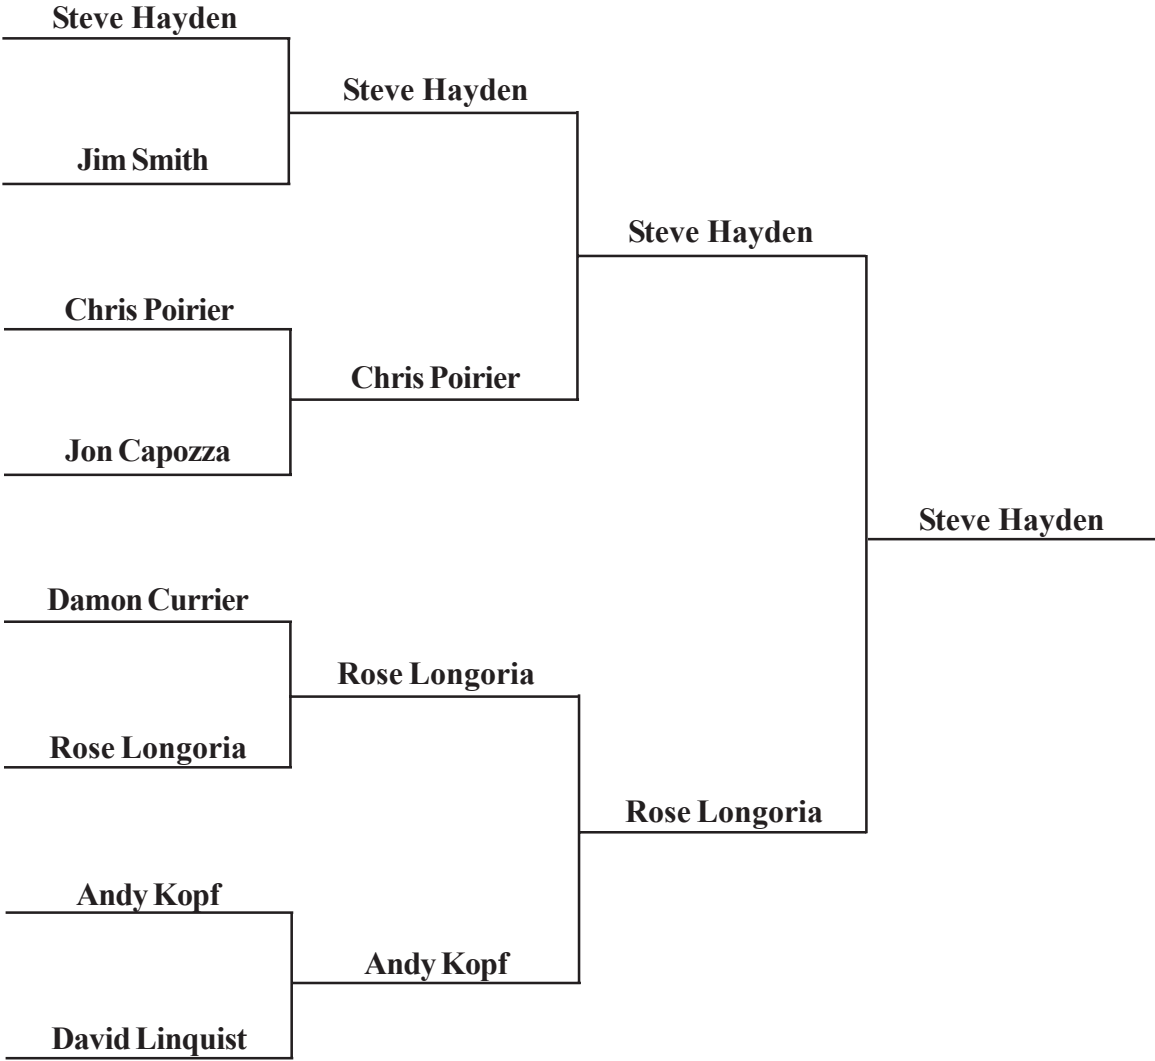 Steve Hayden
Steve Hayden
Jim Smith
Steve Hayden
Chris Poirier
Chris Poirier
Jon Capozza
Steve Hayden
Damon Currier
Rose Longoria
Rose Longoria
Rose Longoria
Andy Kopf
Andy Kopf
David Linquist